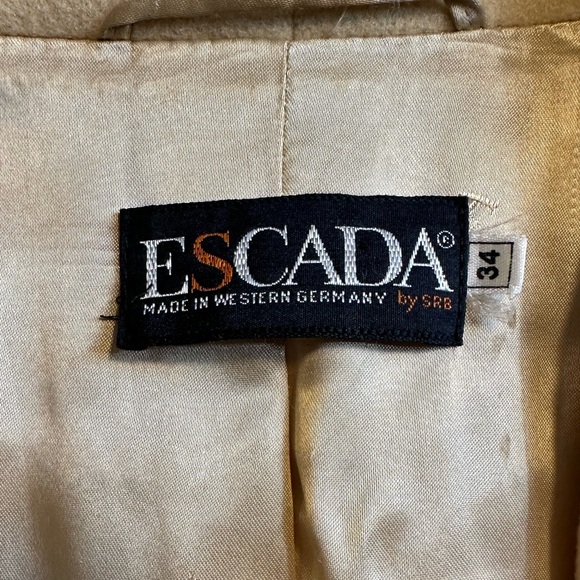 ESCADA®
MADE IN WESTERN GERMANY by SRB
34